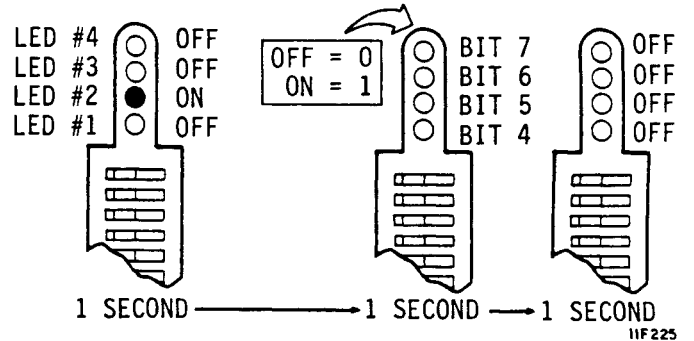 LED #4 OFF
LED #3 OFF
LED #2 ON
LED #1 OFF
OFF = 0
ON = 1
BIT 7
BIT 6
BIT 5
BIT 4
OFF
OFF
OFF
OFF
1 SECOND
1 SECOND
1 SECOND
11F225